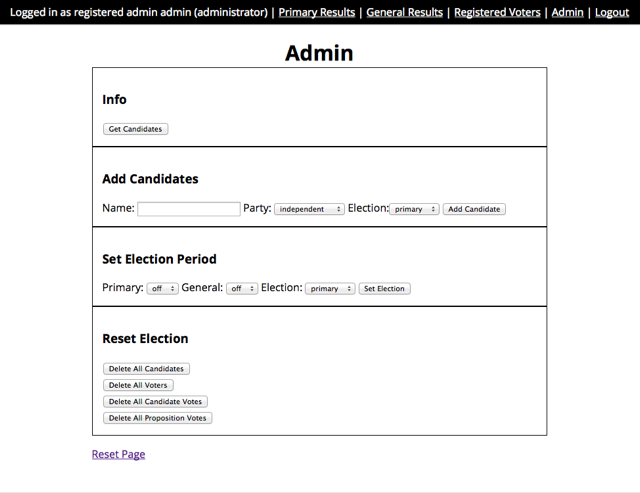 Logged in as registered admin admin (administrator) | Primary Results | General Results | Registered Voters | Admin | Logout
Admin
Info
Get Candidates
Add Candidates
Name: Party: independent Election: primary Add Candidate
Set Election Period
Primary: off General: off Election: primary Set Election
Reset Election
Delete All Candidates
Delete All Voters
Delete All Candidate Votes
Delete All Proposition Votes
Reset Page